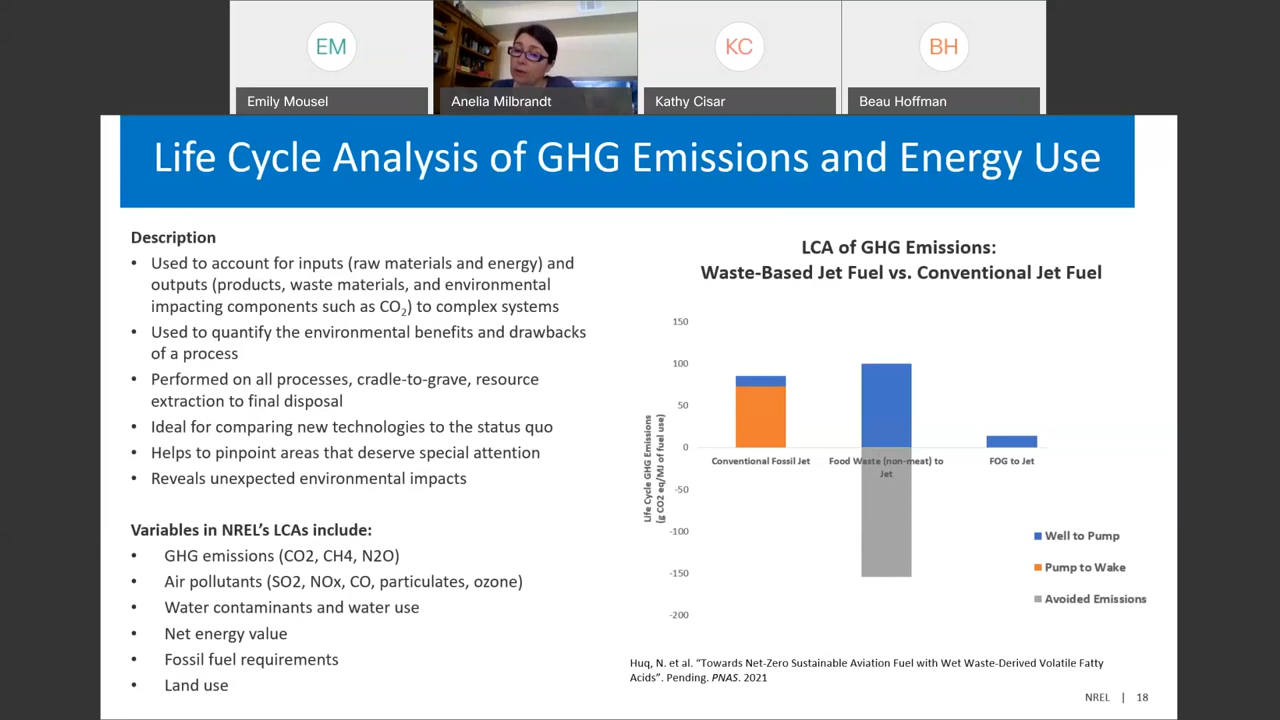 EM
KC
BH
Emily Mousel
Anelia Milbrandt
Kathy Cisar
Beau Hoffman
Life Cycle Analysis of GHG Emissions and Energy Use
Description
• Used to account for inputs (raw materials and energy) and
outputs (products, waste materials, and environmental
impacting components such as CO₂) to complex systems
• Used to quantify the environmental benefits and drawbacks
of a process
• Performed on all processes, cradle-to-grave, resource
extraction to final disposal
• Ideal for comparing new technologies to the status quo
• Helps to pinpoint areas that deserve special attention
• Reveals unexpected environmental impacts
Variables in NREL’s LCAs include:
• GHG emissions (CO2, CH4, N2O)
• Air pollutants (SO2, NOx, CO, particulates, ozone)
• Water contaminants and water use
• Net energy value
• Fossil fuel requirements
• Land use
LCA of GHG Emissions:
Waste-Based Jet Fuel vs. Conventional Jet Fuel
Life Cycle GHG Emissions
(g CO2 eq/MJ of fuel use)
150
100
50
0
-50
-100
-150
-200
Conventional Fossil Jet
Food Waste (non-meat) to
Jet
FOG to Jet
Well to Pump
Pump to Wake
Avoided Emissions
Huq, N. et al. “Towards Net-Zero Sustainable Aviation Fuel with Wet Waste-Derived Volatile Fatty
Acids”. Pending. PNAS. 2021
NREL | 18